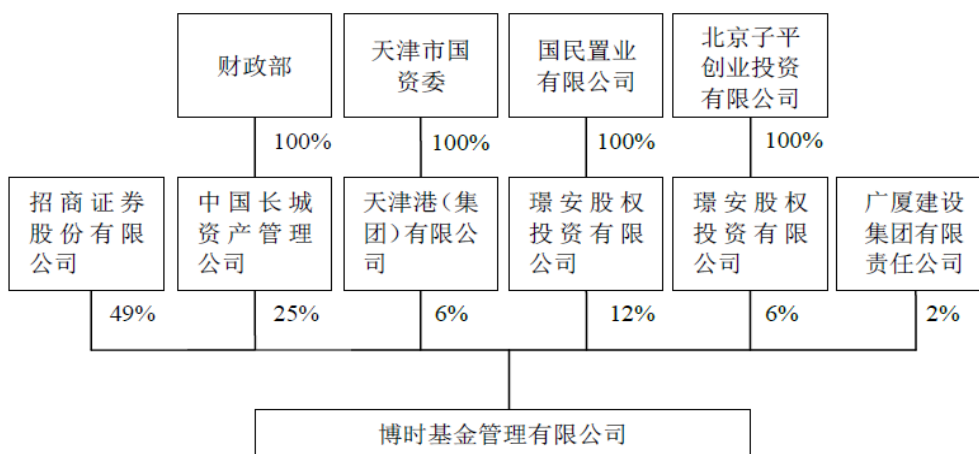 财政部
天津市国
资委
国民置业
有限公司
北京子平
创业投资
有限公司
100%
100%
100%
100%
招商证券
股份有限
公司
中国长城
资产管理
公司
天津港（集
团）有限公
司
璟安股权
投资有限
公司
璟安股权
投资有限
公司
广厦建设
集团有限
责任公司
49%
25%
6%
12%
6%
2%
博时基金管理有限公司